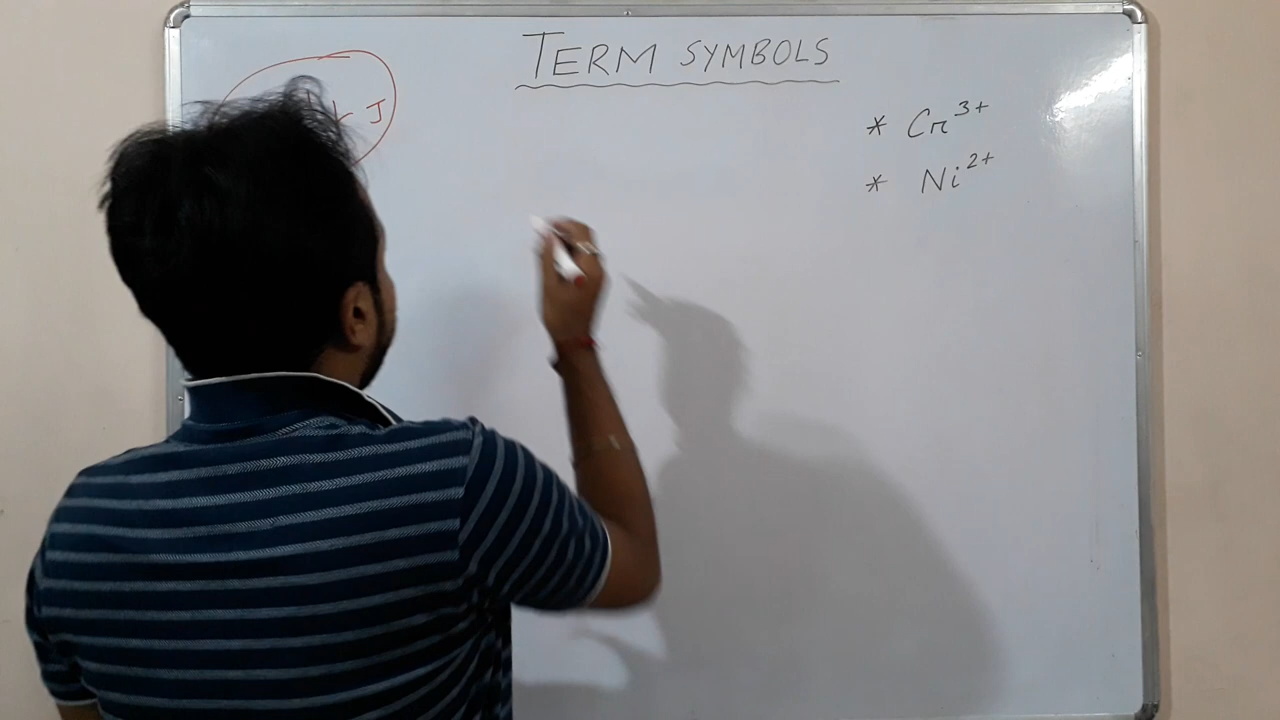 TERM SYMBOLS
L J
* Cr³⁺
* Ni²⁺